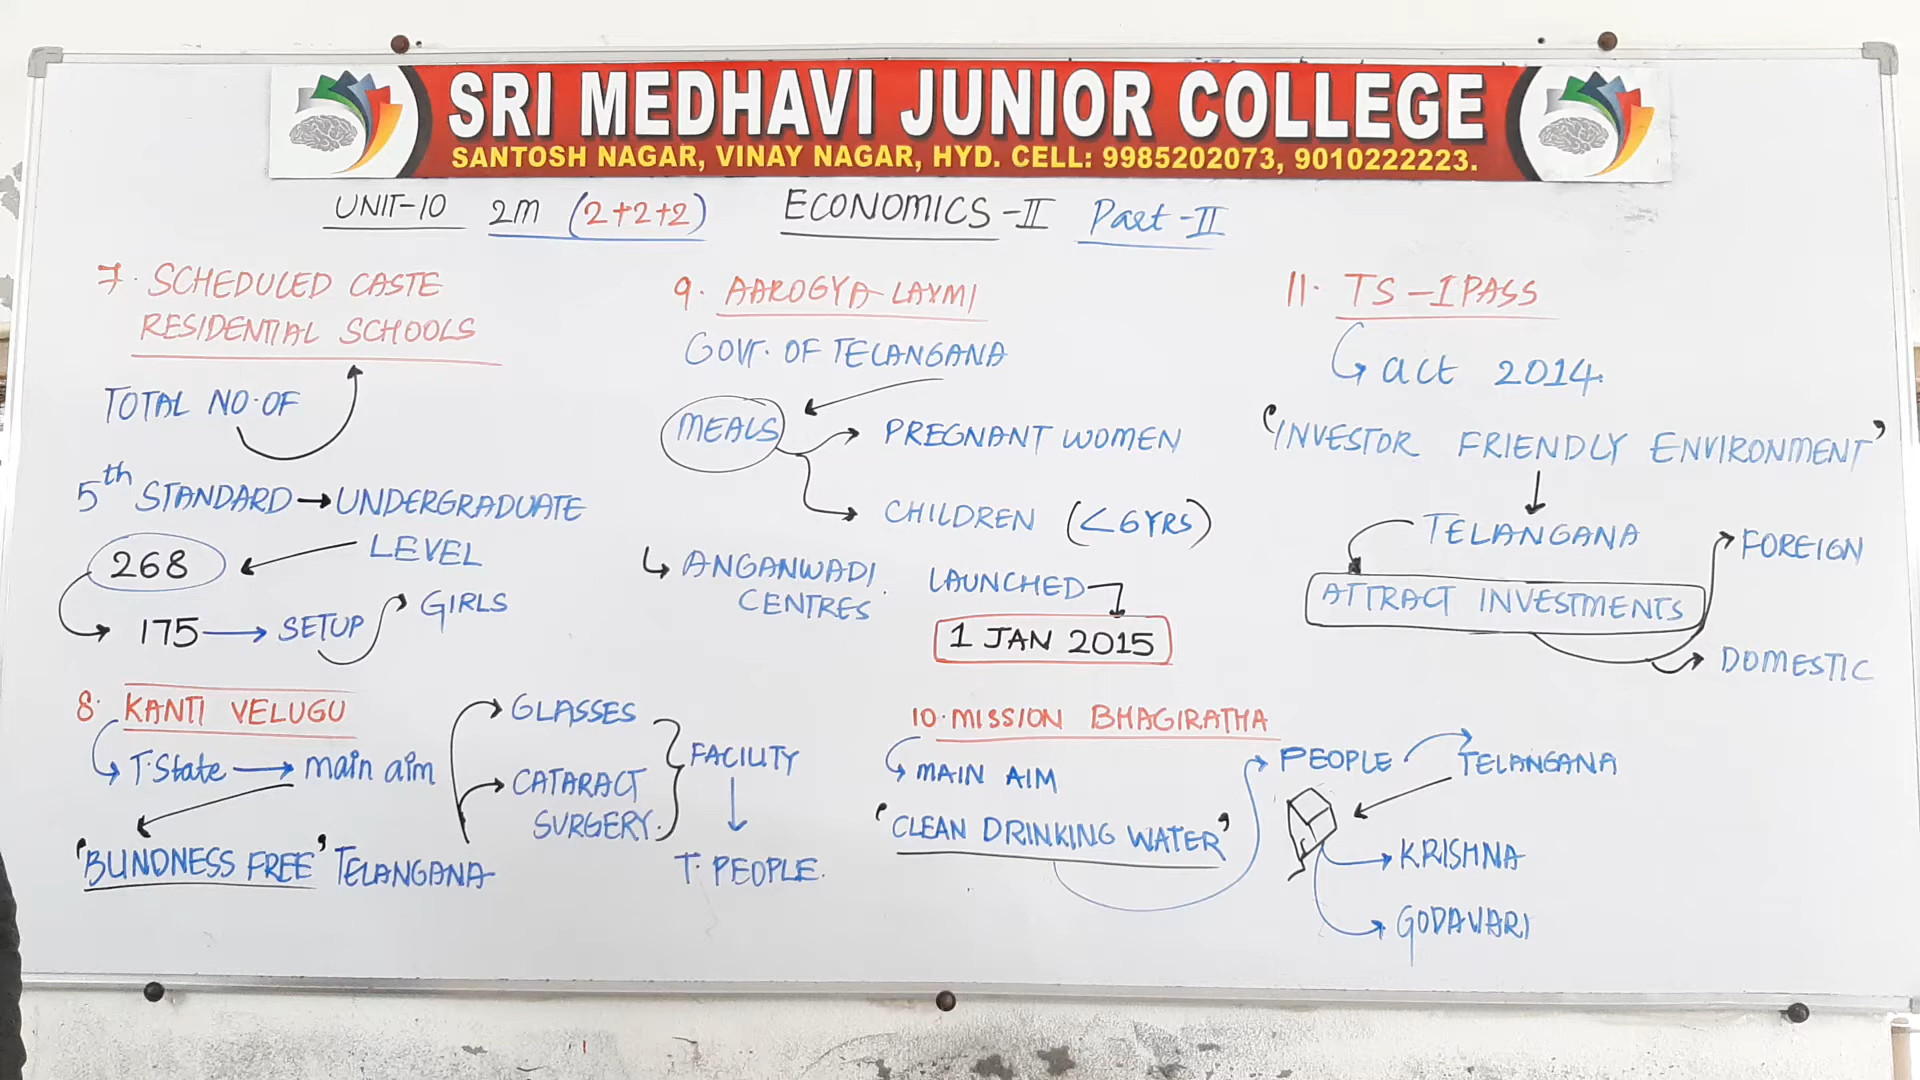 SRI MEDHAVI JUNIOR COLLEGE
SANTOSH NAGAR, VINAY NAGAR, HYD. CELL: 9985202073, 9010222223.
UNIT-10 2M (2+2+2) ECONOMICS-II Part-II
7. SCHEDULED CASTE
RESIDENTIAL SCHOOLS
TOTAL NO.OF
5th STANDARD → UNDERGRADUATE
LEVEL
268
175 → SETUP GIRLS
8. KANTI VELUGU
T.State → main aim
'BLINDNESS FREE' TELANGANA
GLASSES
CATARACT
SURGERY.
FACILITY
T. PEOPLE.
9. AAROGYA-LAXMI
GOVT. OF TELANGANA
MEALS
PREGNANT WOMEN
CHILDREN (<6YRS)
ANGANWADI
CENTRES
LAUNCHED
1 JAN 2015
10. MISSION BHAGIRATHA
MAIN AIM
'CLEAN DRINKING WATER'
PEOPLE TELANGANA
KRISHNA
GODAVARI
11. TS-IPASS
act 2014.
'INVESTOR FRIENDLY ENVIRONMENT'
TELANGANA
ATTRACT INVESTMENTS
FOREIGN
DOMESTIC